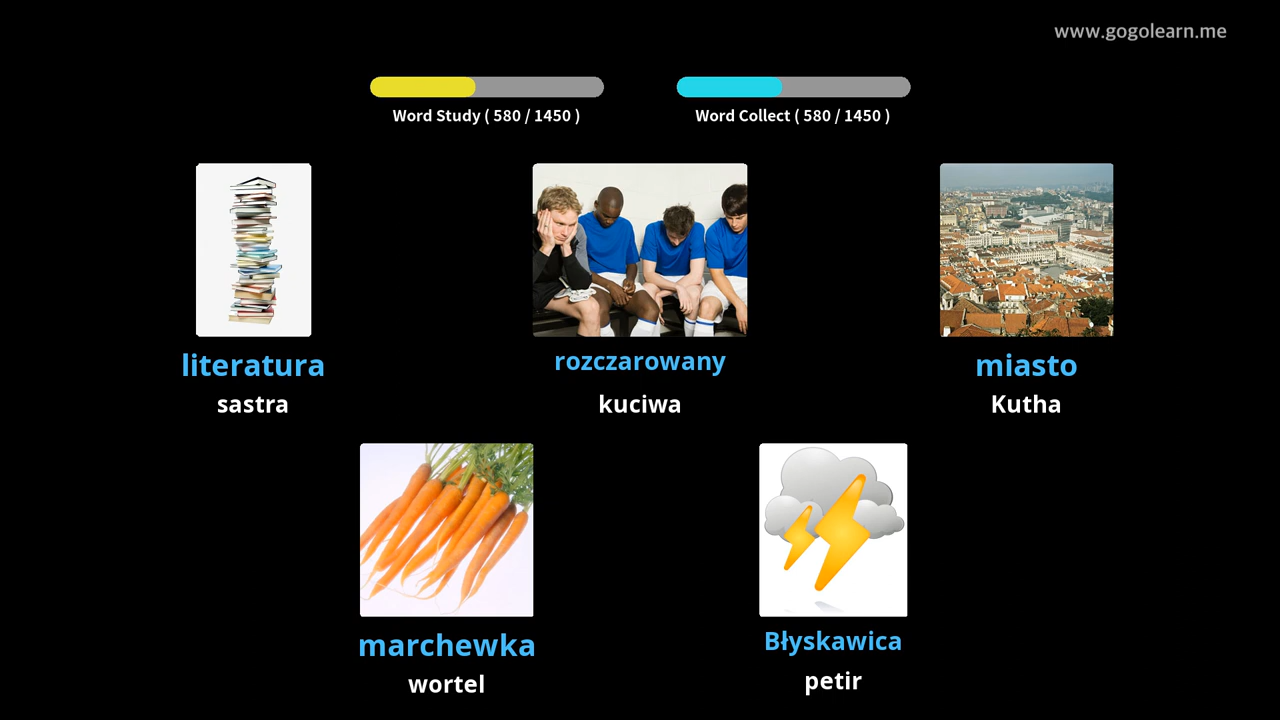 www.gogolearn.me
Word Study ( 580 / 1450 )
Word Collect ( 580 / 1450 )
literatura
sastra
rozczarowany
kuciwa
miasto
Kutha
marchewka
wortel
Błyskawica
petir